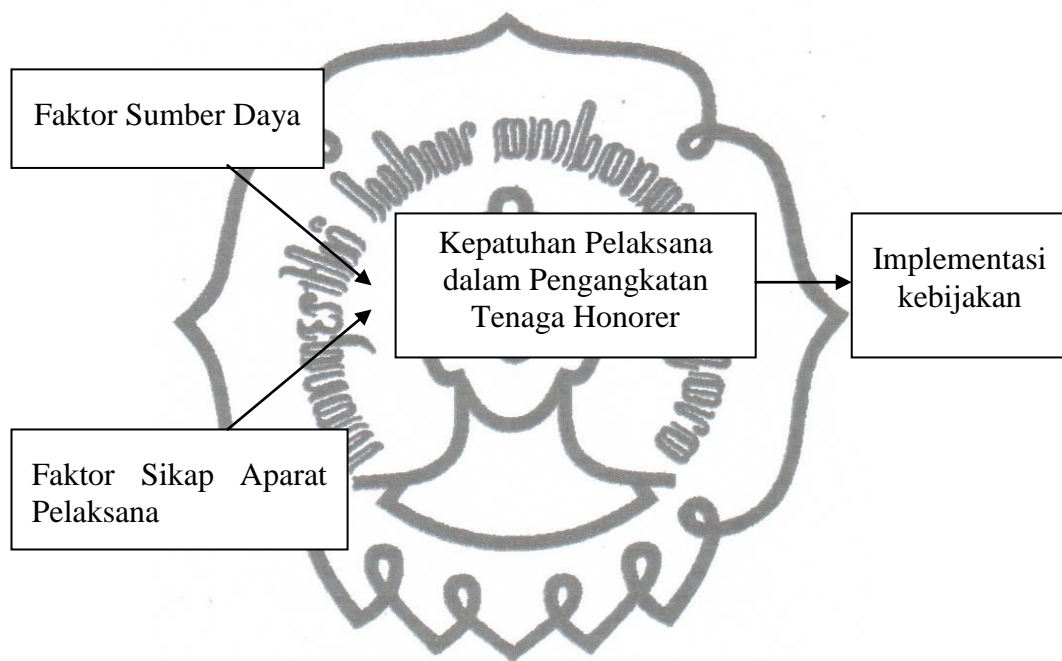 Faktor Sumber Daya
Kepatuhan Pelaksana
dalam Pengangkatan
Tenaga Honorer
Implementasi
kebijakan
Faktor Sikap Aparat
Pelaksana